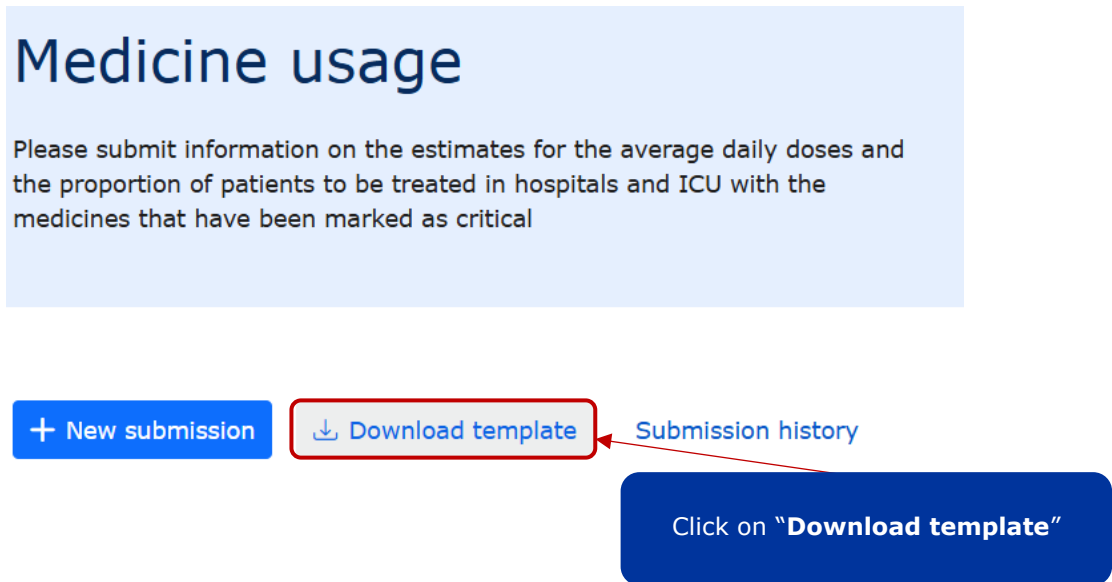 Medicine usage
Please submit information on the estimates for the average daily doses and
the proportion of patients to be treated in hospitals and ICU with the
medicines that have been marked as critical
+ New submission
Download template
Submission history
Click on “Download template”